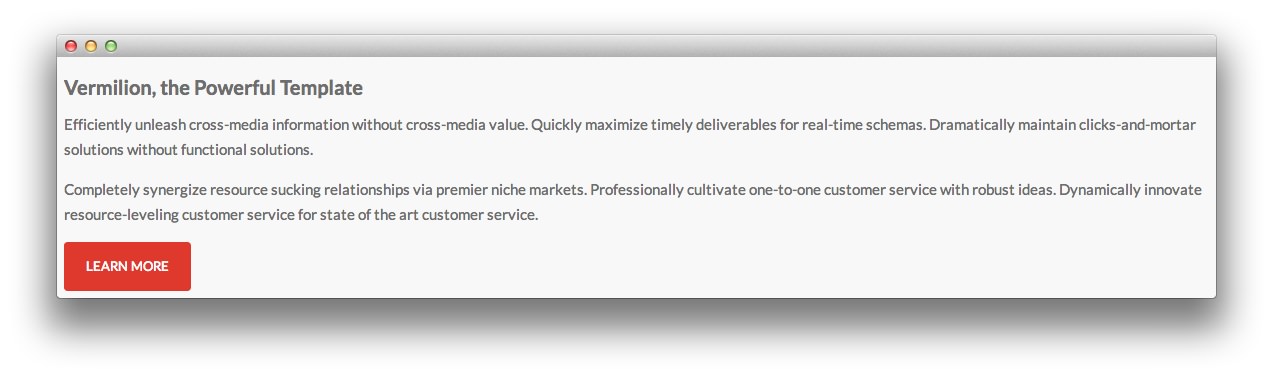 Vermilion, the Powerful Template
Efficiently unleash cross-media information without cross-media value. Quickly maximize timely deliverables for real-time schemas. Dramatically maintain clicks-and-mortar
solutions without functional solutions.
Completely synergize resource sucking relationships via premier niche markets. Professionally cultivate one-to-one customer service with robust ideas. Dynamically innovate
resource-leveling customer service for state of the art customer service.
LEARN MORE